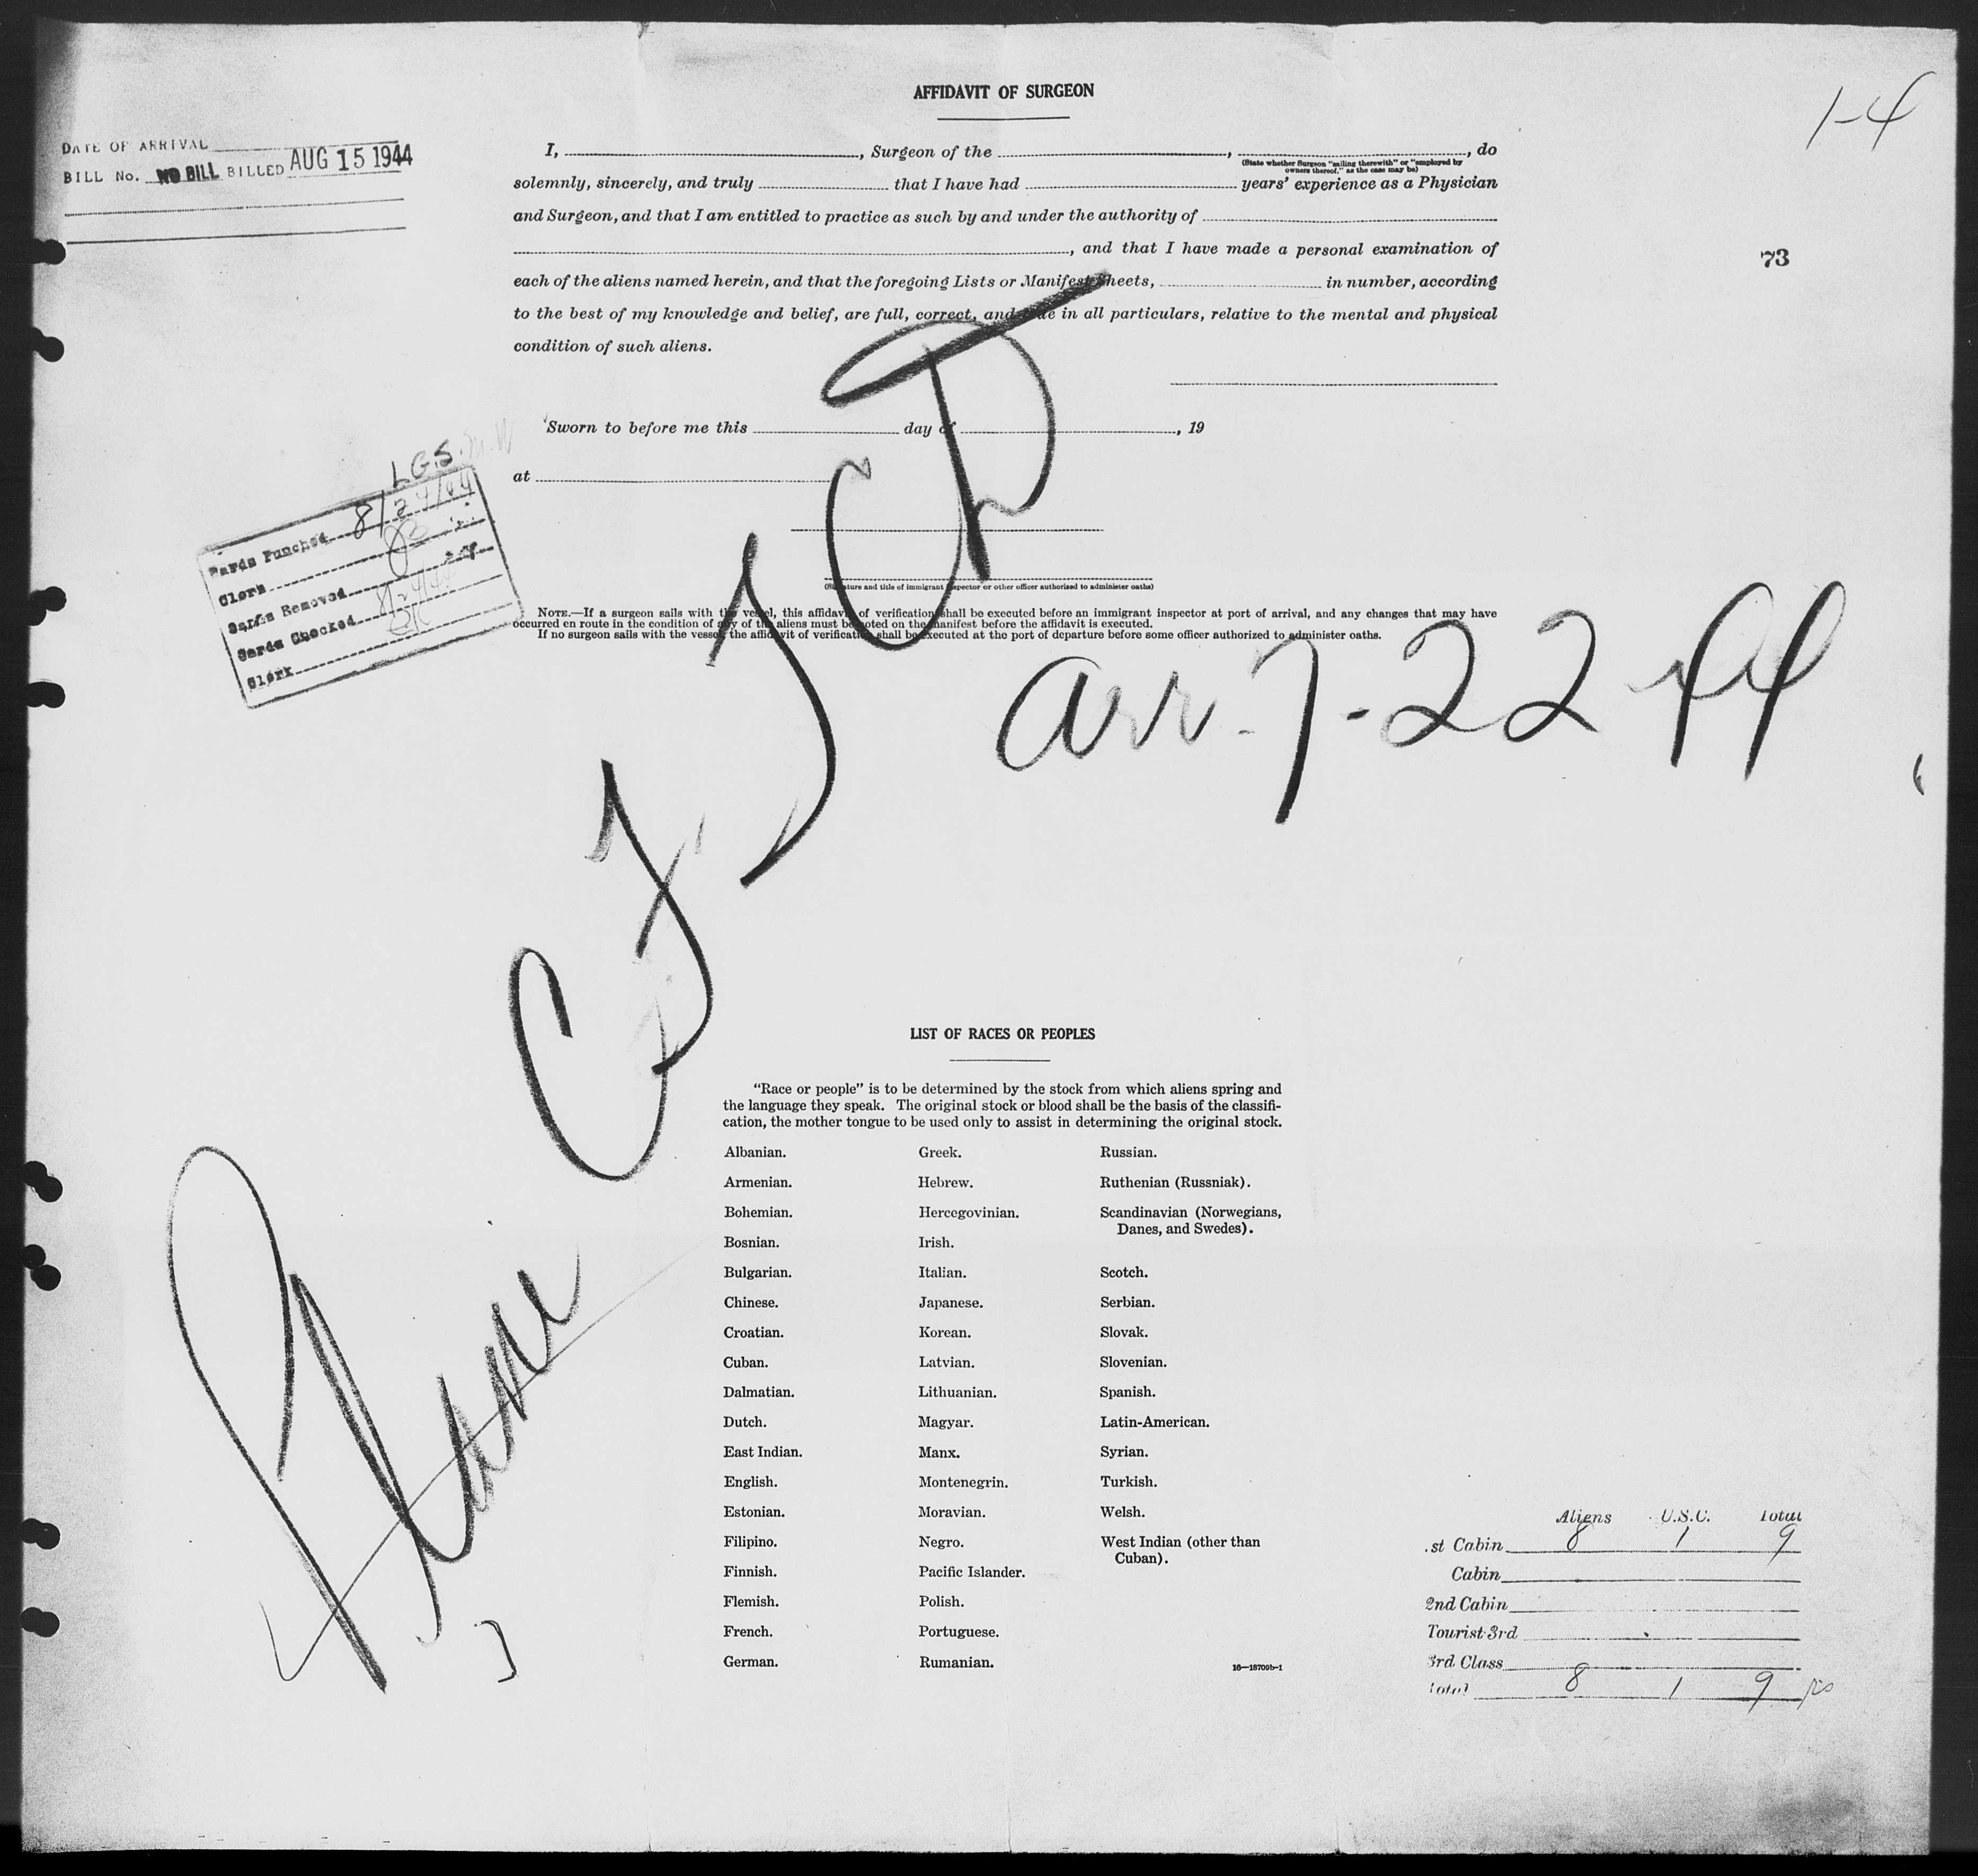 AFFIDAVIT OF SURGEON
1-4
DATE OF ARRIVAL
BILL No. NO BILL BILLED AUG 15 1944
I, , Surgeon of the , , do
(State whether Surgeon "sailing therewith" or "employed by
owners thereof," as the case may be)
solemnly, sincerely, and truly that I have had years' experience as a Physician
and Surgeon, and that I am entitled to practice as such by and under the authority of
, and that I have made a personal examination of
73
each of the aliens named herein, and that the foregoing Lists or Manifest Sheets, in number, according
to the best of my knowledge and belief, are full, correct, and true in all particulars, relative to the mental and physical
condition of such aliens.
Sworn to before me this day of , 19
at
L.G.S.
Cards Punched 8/24/44
Clerk
Cards Removed
Cards Checked
Clerk
(Signature and title of immigrant inspector or other officer authorized to administer oaths)
NOTE.—If a surgeon sails with the vessel, this affidavit of verification shall be executed before an immigrant inspector at port of arrival, and any changes that may have
occurred en route in the condition of any of the aliens must be noted on the manifest before the affidavit is executed.
If no surgeon sails with the vessel, the affidavit of verification shall be executed at the port of departure before some officer authorized to administer oaths.
arr. 7-22-44
Plane
LIST OF RACES OR PEOPLES
"Race or people" is to be determined by the stock from which aliens spring and
the language they speak. The original stock or blood shall be the basis of the classifi-
cation, the mother tongue to be used only to assist in determining the original stock.
Albanian. Greek. Russian.
Armenian. Hebrew. Ruthenian (Russniak).
Bohemian. Hercegovinian. Scandinavian (Norwegians,
Danes, and Swedes).
Bosnian. Irish.
Bulgarian. Italian. Scotch.
Chinese. Japanese. Serbian.
Croatian. Korean. Slovak.
Cuban. Latvian. Slovenian.
Dalmatian. Lithuanian. Spanish.
Dutch. Magyar. Latin-American.
East Indian. Manx. Syrian.
English. Montenegrin. Turkish.
Estonian. Moravian. Welsh.
Filipino. Negro. West Indian (other than
Cuban).
Finnish. Pacific Islander.
Flemish. Polish.
French. Portuguese.
German. Rumanian.
16—18709b-1
Aliens U.S.C. Total
.st Cabin 8 1 9
Cabin
2nd Cabin
Tourist-3rd
3rd Class
Total 8 1 9